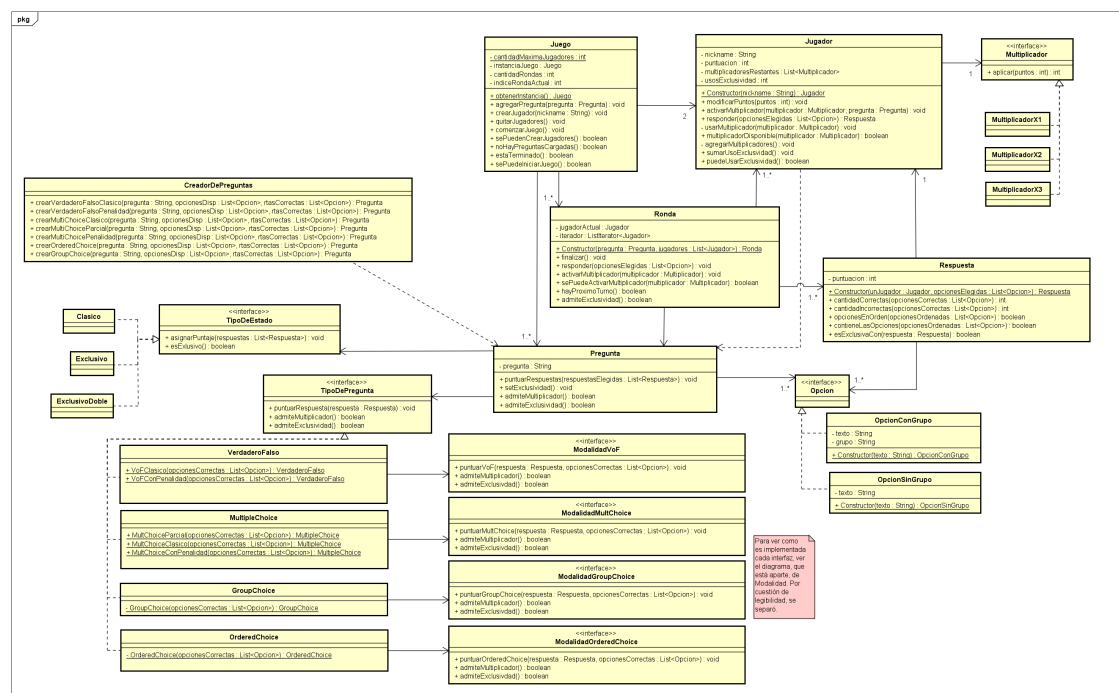 pkg
Juego
- cantidadMaximaJugadores : int
- instanciaJuego : Juego
- cantidadRondas : int
- indiceRondaActual : int
+ obtenerInstancia() : Juego
+ agregarPregunta(pregunta : Pregunta) : void
+ crearJugador(nickname : String) : void
+ quitarJugadores() : void
+ comenzarJuego() : void
+ sePuedenCrearJugadores() : boolean
+ noHayPreguntasCargadas() : boolean
+ estaTerminado() : boolean
+ sePuedeIniciarJuego() : boolean
2
Jugador
- nickname : String
- puntuacion : int
- multiplicadoresRestantes : List<Multiplicador>
- usosExclusividad : int
+ Constructor(nickname : String) : Jugador
+ modificarPuntos(puntos : int) : void
+ activarMultiplicador(multiplicador : Multiplicador, pregunta : Pregunta) : void
+ responder(opcionesElegidas : List<Opcion>) : Respuesta
- usarMultiplicador(multiplicador : Multiplicador) : void
+ multiplicadorDisponible(multiplicador : Multiplicador) : boolean
- agregarMultiplicadores() : void
+ sumarUsoExclusividad() : void
+ puedeUsarExclusividad() : boolean
1
<<interface>>
Multiplicador
+ aplicar(puntos : int) : int
MultiplicadorX1
MultiplicadorX2
MultiplicadorX3
CreadorDePreguntas
+ crearVerdaderoFalsoClasico(pregunta : String, opcionesDisp : List<Opcion>, rtasCorrectas : List<Opcion>) : Pregunta
+ crearVerdaderoFalsoPenalidad(pregunta : String, opcionesDisp : List<Opcion>, rtasCorrectas : List<Opcion>) : Pregunta
+ crearMultiChoiceClasico(pregunta : String, opcionesDisp : List<Opcion>, rtasCorrectas : List<Opcion>) : Pregunta
+ crearMultiChoiceParcial(pregunta : String, opcionesDisp : List<Opcion>, rtasCorrectas : List<Opcion>) : Pregunta
+ crearMultiChoicePenalidad(pregunta : String, opcionesDisp : List<Opcion>, rtasCorrectas : List<Opcion>) : Pregunta
+ crearOrderedChoice(pregunta : String, opcionesDisp : List<Opcion>, rtasCorrectas : List<Opcion>) : Pregunta
+ crearGroupChoice(pregunta : String, opcionesDisp : List<Opcion>, rtasCorrectas : List<Opcion>) : Pregunta
1..*
1..*
1
Ronda
- jugadorActual : Jugador
- iterador : ListIterator<Jugador>
+ Constructor(pregunta : Pregunta, jugadores : List<Jugador>) : Ronda
+ finalizar() : void
+ responder(opcionesElegidas : List<Opcion>) : void
+ activarMultiplicador(multiplicador : Multiplicador) : void
+ sePuedeActivarMultiplicador(multiplicador : Multiplicador) : boolean
+ hayProximoTurno() : boolean
+ admiteExclusividad() : boolean
1..*
Respuesta
- puntuacion : int
+ Constructor(unJugador : Jugador, opcionesElegidas : List<Opcion>) : Respuesta
+ cantidadCorrectas(opcionesCorrectas : List<Opcion>) : int
+ cantidadIncorrectas(opcionesCorrectas : List<Opcion>) : int
+ opcionesEnOrden(opcionesOrdenadas : List<Opcion>) : boolean
+ contieneLasOpciones(opcionesOrdenadas : List<Opcion>) : boolean
+ esExclusivaCon(respuesta : Respuesta) : boolean
Clasico
Exclusivo
ExclusivoDoble
<<interface>>
TipoDeEstado
+ asignarPuntaje(respuestas : List<Respuesta>) : void
+ esExlusivo() : boolean
1..*
Pregunta
- pregunta : String
+ puntuarRespuestas(respuestasElegidas : List<Respuesta>) : void
+ setExclusividad() : void
+ admiteMultiplicador() : boolean
+ admiteExclusividad() : boolean
1..*
1..*
<<interface>>
Opcion
<<interface>>
TipoDePregunta
+ puntuarRespuesta(respuesta : Respuesta) : void
+ admiteMultiplicador() : boolean
+ admiteExclusividad() : boolean
OpcionConGrupo
- texto : String
- grupo : String
+ Constructor(texto : String) : OpcionConGrupo
OpcionSinGrupo
- texto : String
+ Constructor(texto : String) : OpcionSinGrupo
VerdaderoFalso
+ VoFClasico(opcionesCorrectas : List<Opcion>) : VerdaderoFalso
+ VoFConPenalidad(opcionesCorrectas : List<Opcion>) : VerdaderoFalso
<<interface>>
ModalidadVoF
+ puntuarVoF(respuesta : Respuesta, opcionesCorrectas : List<Opcion>) : void
+ admiteMultiplicador() : boolean
+ admiteExclusivdad() : boolean
MultipleChoice
+ MultChoiceParcial(opcionesCorrectas : List<Opcion>) : MultipleChoice
+ MultChoiceClasico(opcionesCorrectas : List<Opcion>) : MultipleChoice
+ MultChoiceConPenalidad(opcionesCorrectas : List<Opcion>) : MultipleChoice
<<interface>>
ModalidadMultChoice
+ puntuarMultChoice(respuesta : Respuesta, opcionesCorrectas : List<Opcion>) : void
+ admiteMultiplicador() : boolean
+ admiteExclusivdad() : boolean
Para ver como
es implementada
cada interfaz, ver
el diagrama, que
está aparte, de
Modalidad. Por
cuestión de
legibilidad, se
separó.
GroupChoice
- GroupChoice(opcionesCorrectas : List<Opcion>) : GroupChoice
<<interface>>
ModalidadGroupChoice
+ puntuarGroupChoice(respuesta : Respuesta, opcionesCorrectas : List<Opcion>) : void
+ admiteMultiplicador() : boolean
+ admiteExclusivdad() : boolean
OrderedChoice
- OrderedChoice(opcionesCorrectas : List<Opcion>) : OrderedChoice
<<interface>>
ModalidadOrderedChoice
+ puntuarOrderedChoice(respuesta : Respuesta, opcionesCorrectas : List<Opcion>) : void
+ admiteMultiplicador() : boolean
+ admiteExclusivdad() : boolean